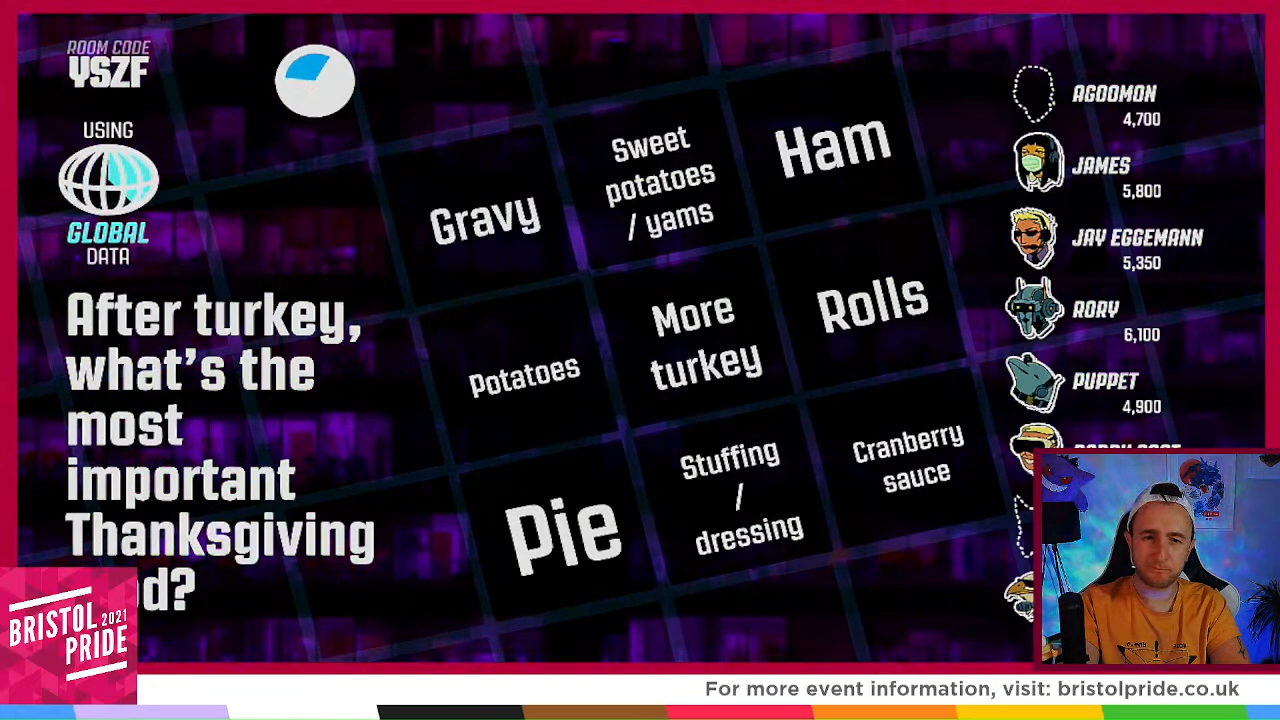 ROOM CODE
YSZF
USING
GLOBAL
DATA
After turkey,
what's the
most
important
Thanksgiving
d?
Gravy
Sweet
potatoes
/ yams
Ham
Potatoes
More
turkey
Rolls
Pie
Stuffing
/
dressing
Cranberry
sauce
AGOOMON
4,700
JAMES
5,800
JAY EGGEMANN
5,350
RORY
6,100
PUPPET
4,900
BRISTOL 2021
PRIDE
For more event information, visit: bristolpride.co.uk